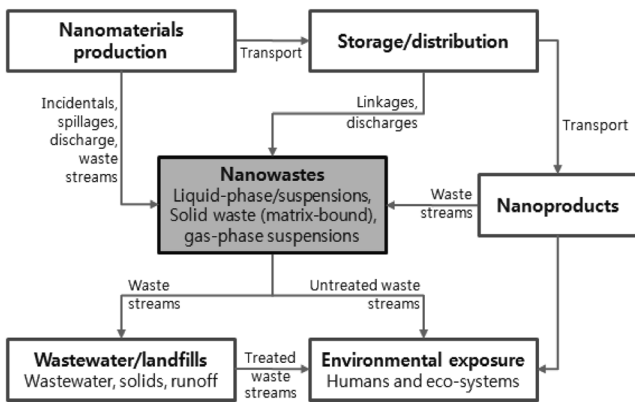 Nanomaterials
production
Transport
Storage/distribution
Incidentals,
spillages,
discharge,
waste
streams
Linkages,
discharges
Transport
Nanowastes
Liquid-phase/suspensions,
Solid waste (matrix-bound),
gas-phase suspensions
Waste
streams
Nanoproducts
Waste
streams
Untreated waste
streams
Wastewater/landfills
Wastewater, solids, runoff
Treated
waste
streams
Environmental exposure
Humans and eco-systems